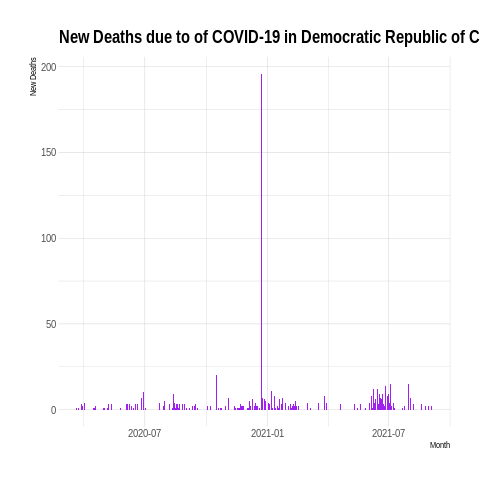 New Deaths due to of COVID-19 in Democratic Republic of C
New Deaths
200
150
100
50
0
2020-07
2021-01
2021-07
Month